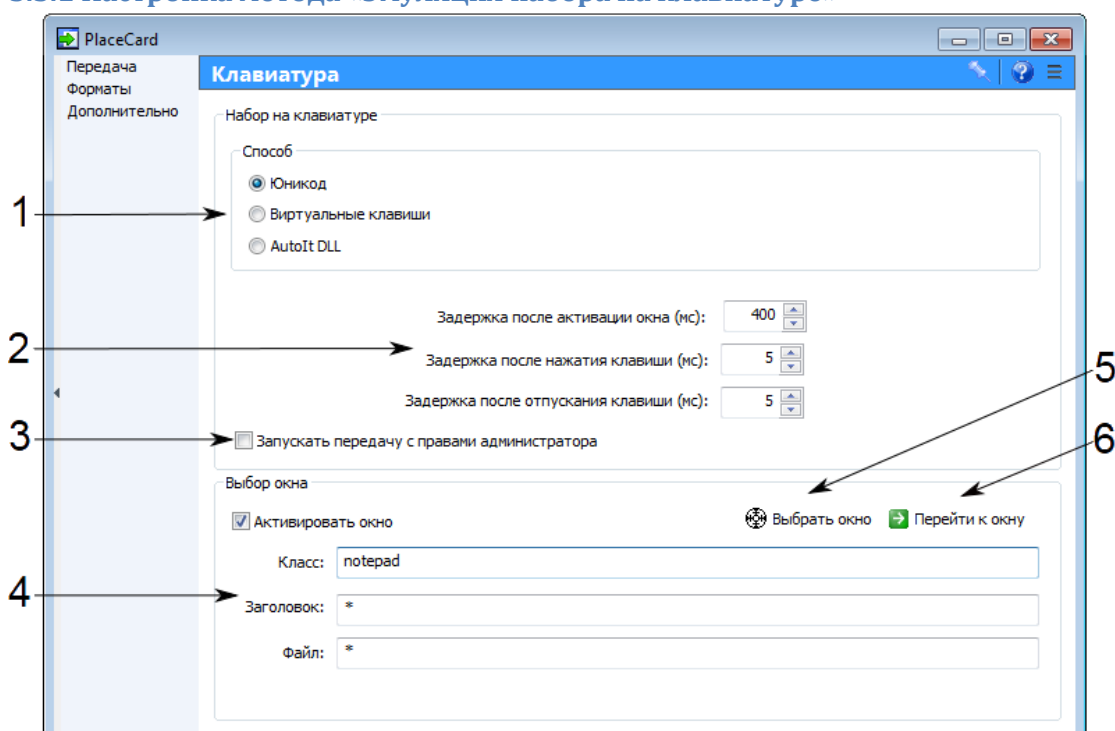 PlaceCard
Передача
Форматы
Дополнительно
Клавиатура
Набор на клавиатуре
Способ
Юникод
1
Виртуальные клавиши
AutoIt DLL
Задержка после активации окна (мс): 400
2
Задержка после нажатия клавиши (мс): 5
5
Задержка после отпускания клавиши (мс): 5
3
Запускать передачу с правами администратора
6
Выбор окна
Активировать окно
Выбрать окно
Перейти к окну
Класс: notepad
4
Заголовок: *
Файл: *